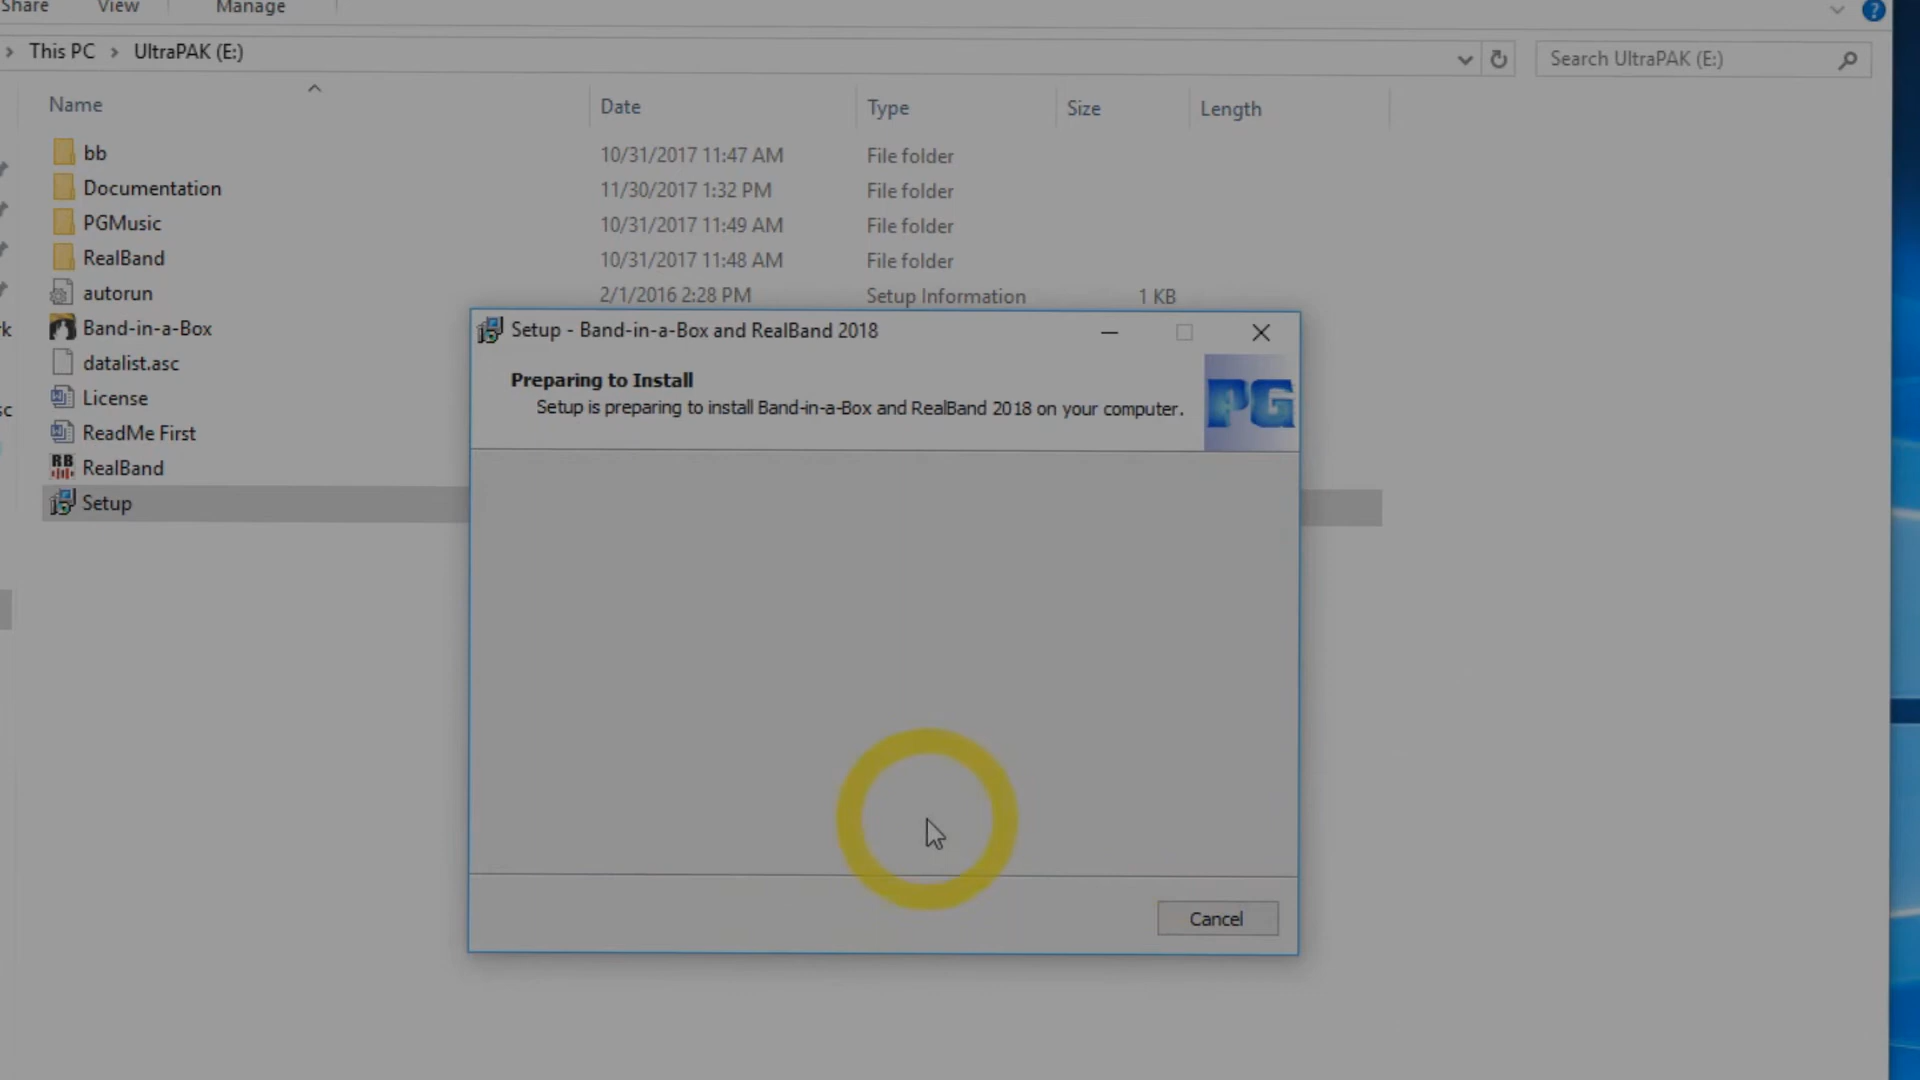 Share View Manage
This PC > UltraPAK (E:)
Search UltraPAK (E:)
Name Date Type Size Length
bb 10/31/2017 11:47 AM File folder
Documentation 11/30/2017 1:32 PM File folder
PGMusic 10/31/2017 11:49 AM File folder
RealBand 10/31/2017 11:48 AM File folder
autorun 2/1/2016 2:28 PM Setup Information 1 KB
Band-in-a-Box
datalist.asc
License
ReadMe First
RB RealBand
Setup
Setup - Band-in-a-Box and RealBand 2018
Preparing to Install
Setup is preparing to install Band-in-a-Box and RealBand 2018 on your computer.
PG
Cancel